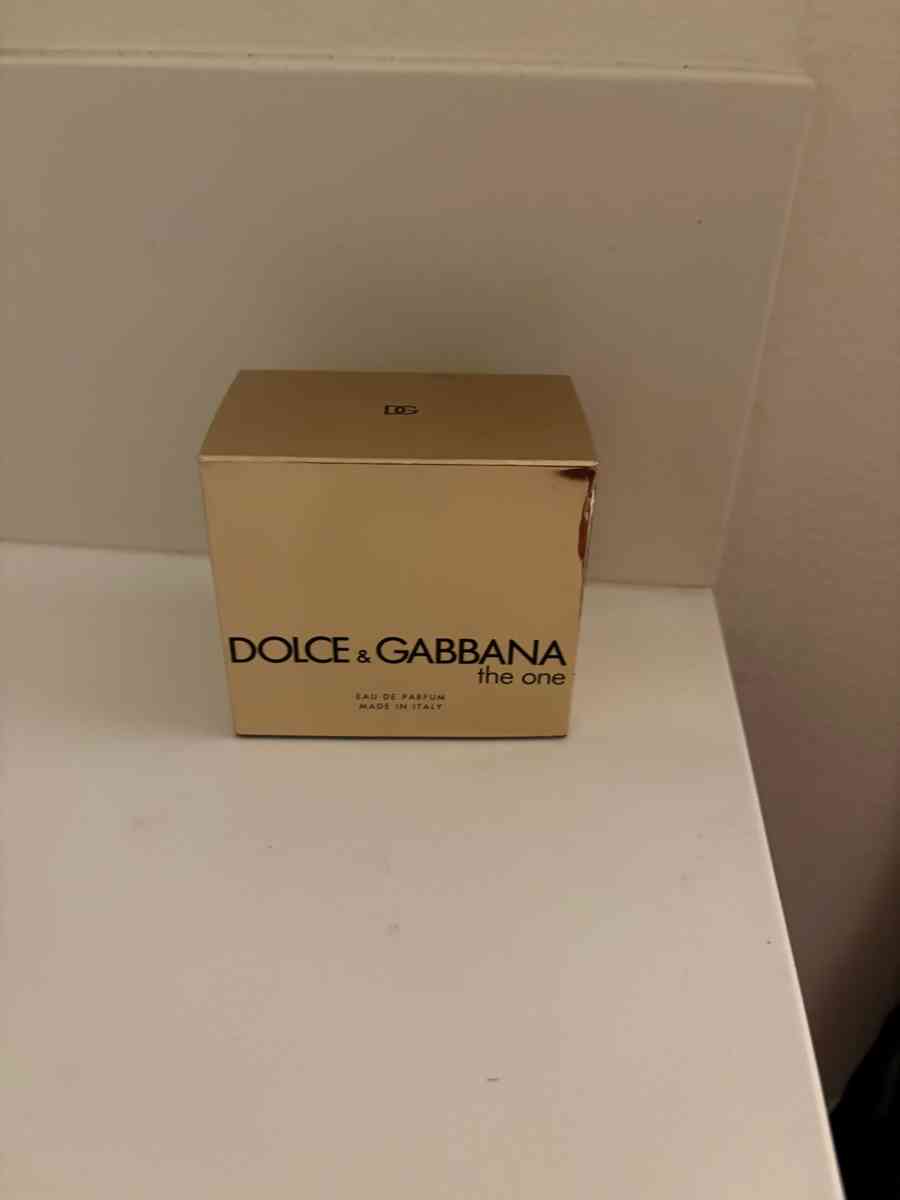 DG
DOLCE & GABBANA
the one
EAU DE PARFUM
MADE IN ITALY